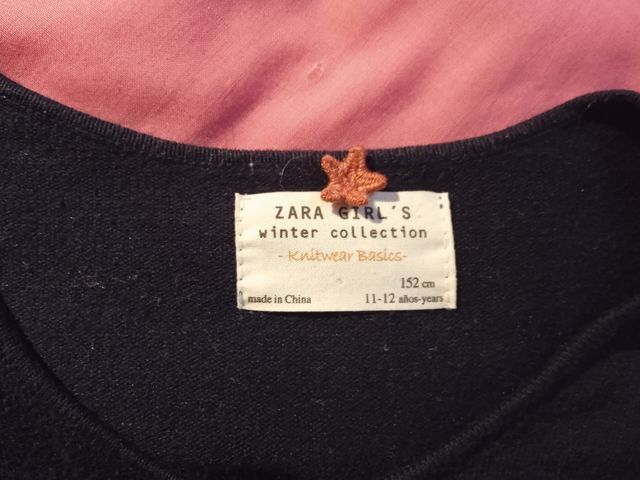 ZARA GIRL´S
winter collection
- Knitwear Basics-
152 cm
made in China 11-12 años-years